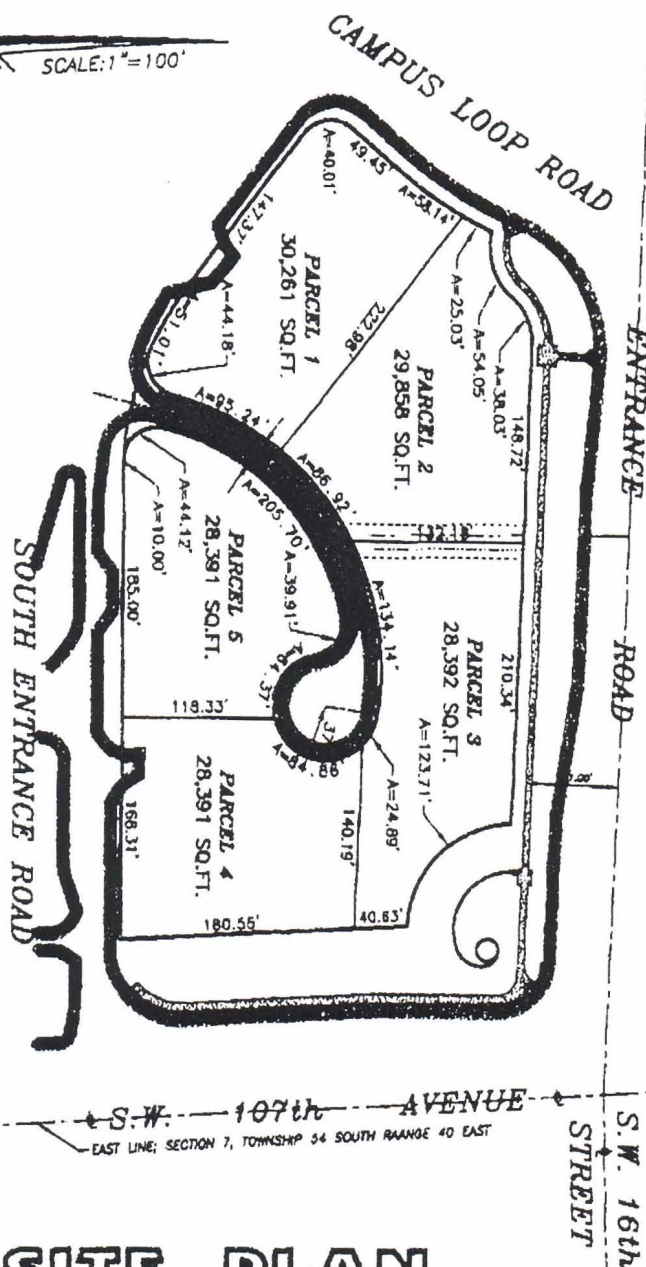 SCALE: 1"=100'
CAMPUS LOOP ROAD
ENTRANCE ROAD
49.45'
A=58.14'
A=40.01'
147.37'
A=25.03'
A=54.05'
A=38.03'
148.72'
PARCEL 1
30,261 SQ.FT.
222.98'
PARCEL 2
29,858 SQ.FT.
A=44.18'
A=51.01'
A=95.24'
A=86.92'
A=205.70'
A=44.12'
A=10.00'
PARCEL 5
28,391 SQ.FT.
A=39.91'
A=134.14'
PARCEL 3
28,392 SQ.FT.
210.34'
185.00'
118.33'
A=84.86'
A=24.89'
A=123.71'
PARCEL 4
28,391 SQ.FT.
140.19'
168.31'
180.55'
40.63'
SOUTH ENTRANCE ROAD
S.W. 107th AVENUE
EAST LINE; SECTION 7, TOWNSHIP 54 SOUTH RAANGE 40 EAST
S.W. 16th
STREET
SITE PLAN